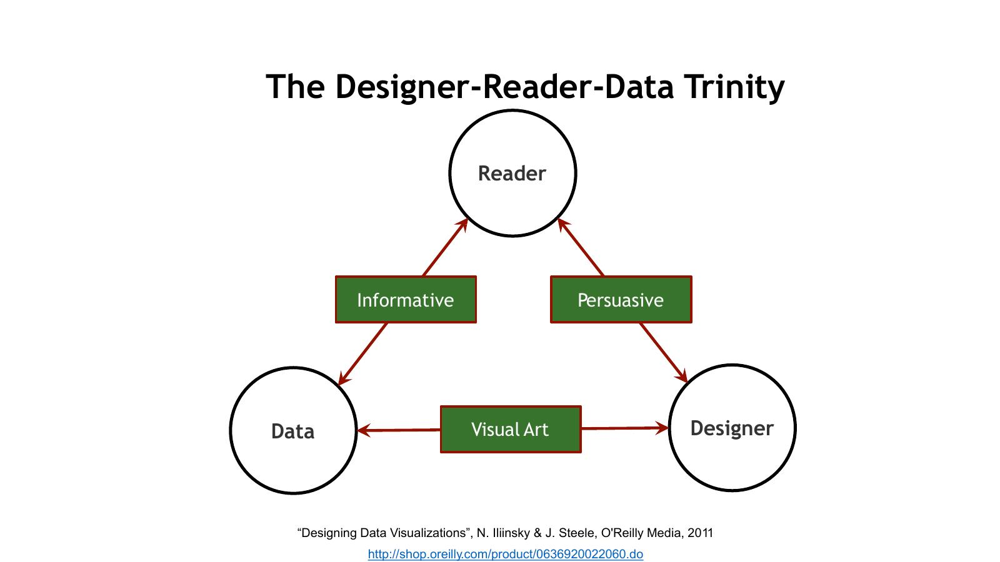 The Designer-Reader-Data Trinity
Reader
Informative
Persuasive
Data
Visual Art
Designer
“Designing Data Visualizations”, N. Iliinsky & J. Steele, O'Reilly Media, 2011
http://shop.oreilly.com/product/0636920022060.do